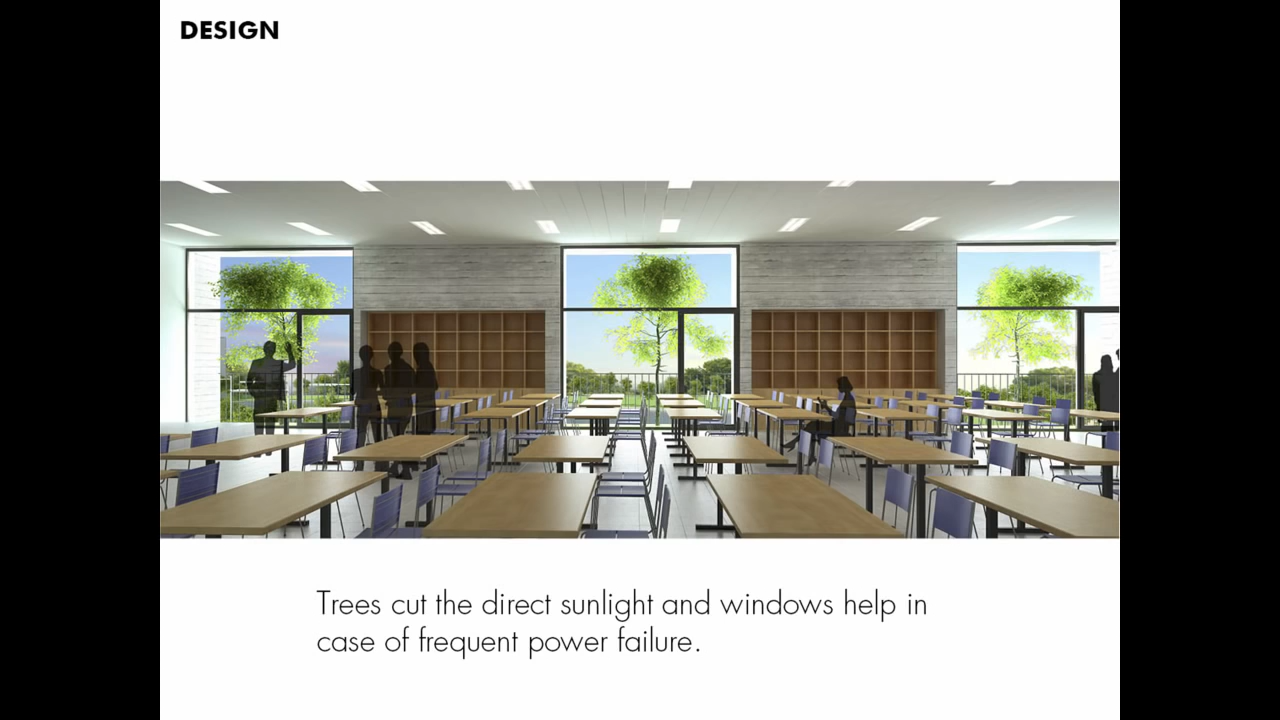 DESIGN
Trees cut the direct sunlight and windows help in
case of frequent power failure.